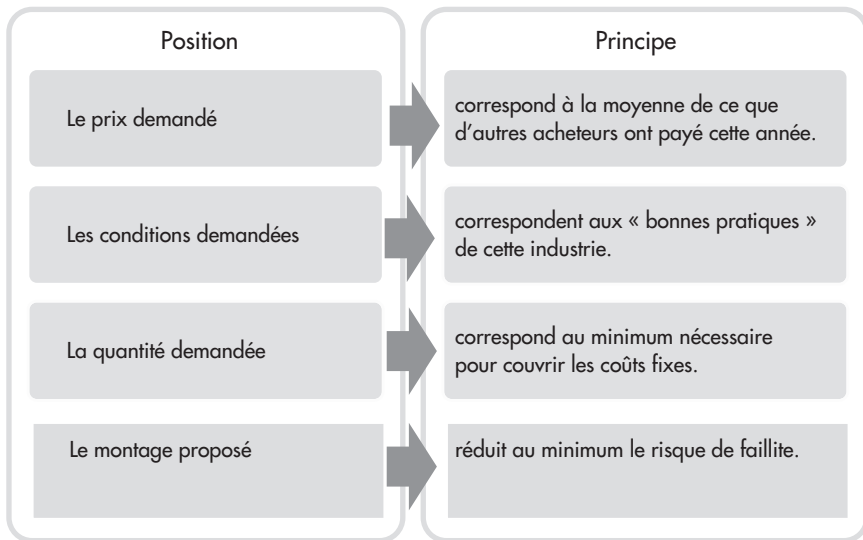 Position
Principe
Le prix demandé
correspond à la moyenne de ce que
d’autres acheteurs ont payé cette année.
Les conditions demandées
correspondent aux « bonnes pratiques »
de cette industrie.
La quantité demandée
correspond au minimum nécessaire
pour couvrir les coûts fixes.
Le montage proposé
réduit au minimum le risque de faillite.